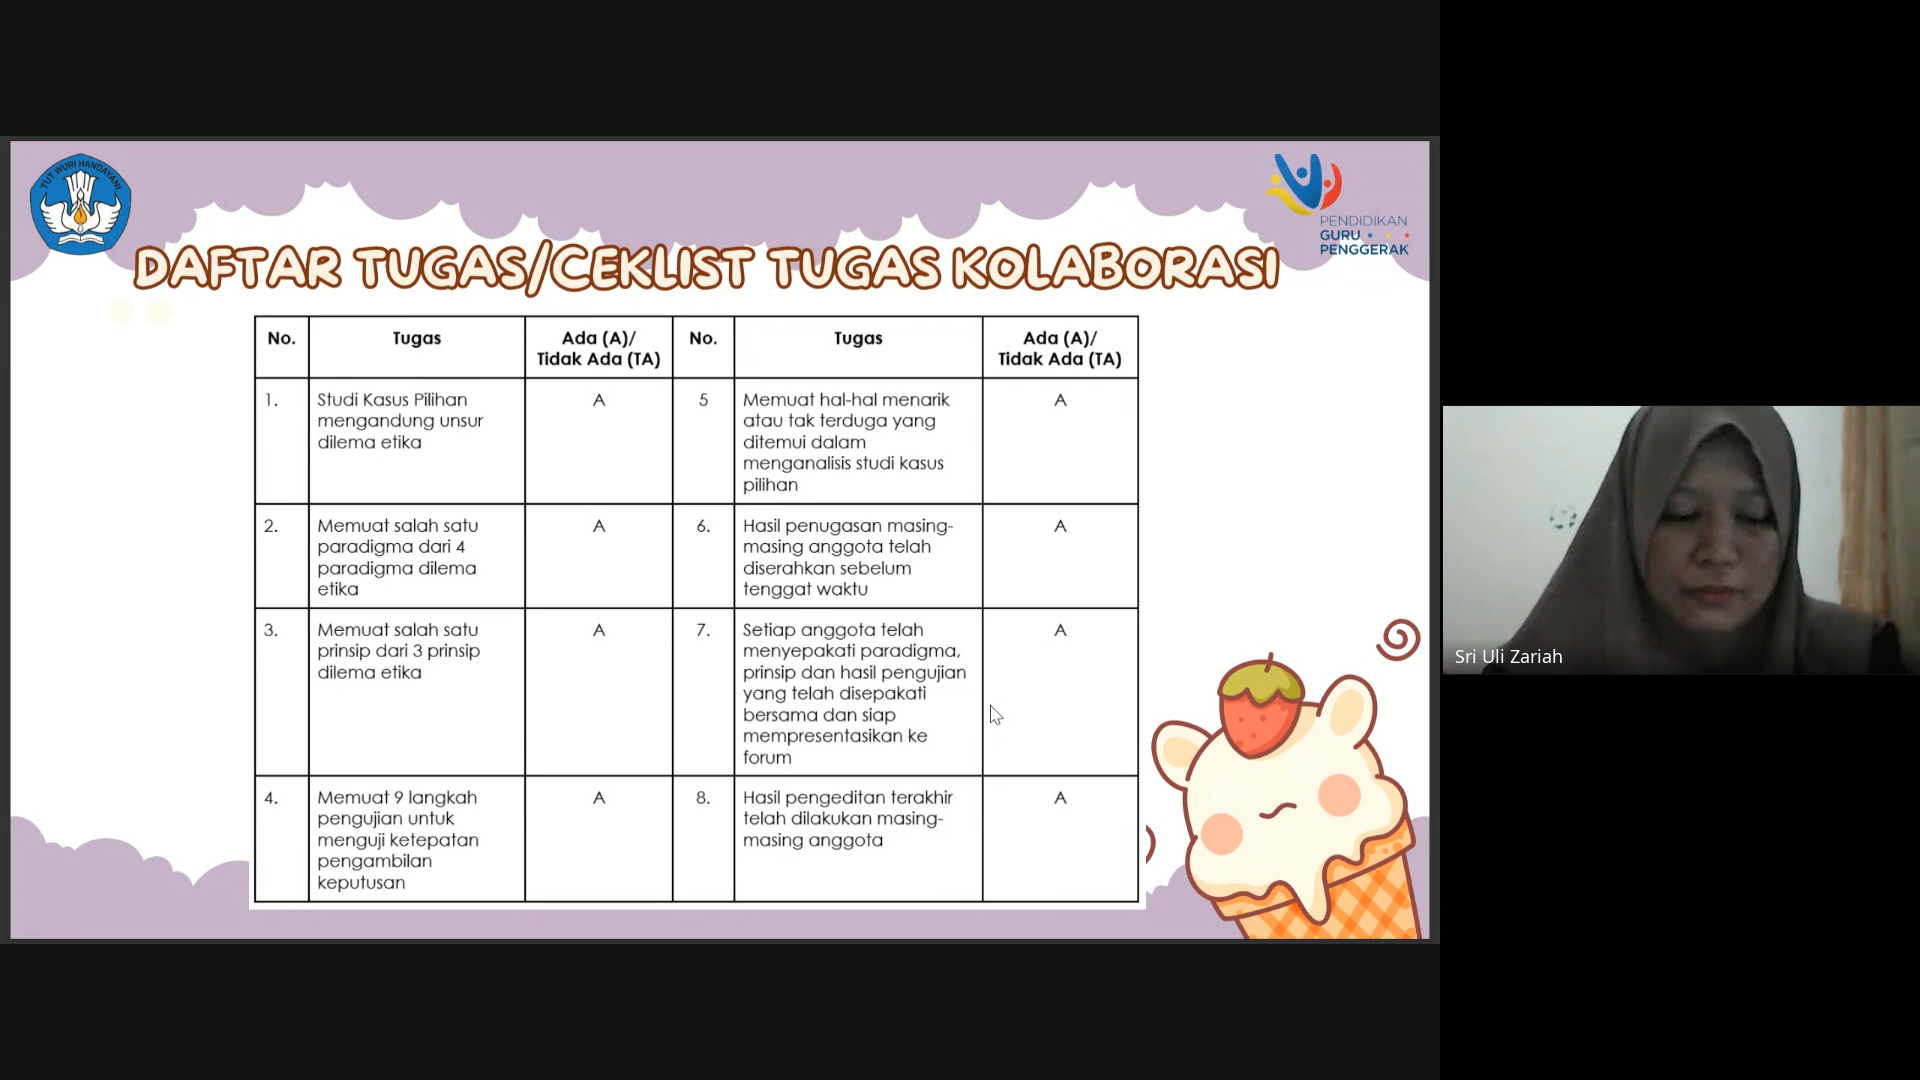 TUT WURI HANDAYANI
PENDIDIKAN
GURU
PENGGERAK
DAFTAR TUGAS/CEKLIST TUGAS KOLABORASI
No.
Tugas
Ada (A)/
Tidak Ada (TA)
No.
Tugas
Ada (A)/
Tidak Ada (TA)
1.
Studi Kasus Pilihan
mengandung unsur
dilema etika
A
5
Memuat hal-hal menarik
atau tak terduga yang
ditemui dalam
menganalisis studi kasus
pilihan
A
2.
Memuat salah satu
paradigma dari 4
paradigma dilema
etika
A
6.
Hasil penugasan masing-
masing anggota telah
diserahkan sebelum
tenggat waktu
A
3.
Memuat salah satu
prinsip dari 3 prinsip
dilema etika
A
7.
Setiap anggota telah
menyepakati paradigma,
prinsip dan hasil pengujian
yang telah disepakati
bersama dan siap
mempresentasikan ke
forum
A
4.
Memuat 9 langkah
pengujian untuk
menguji ketepatan
pengambilan
keputusan
A
8.
Hasil pengeditan terakhir
telah dilakukan masing-
masing anggota
A
Sri Uli Zariah